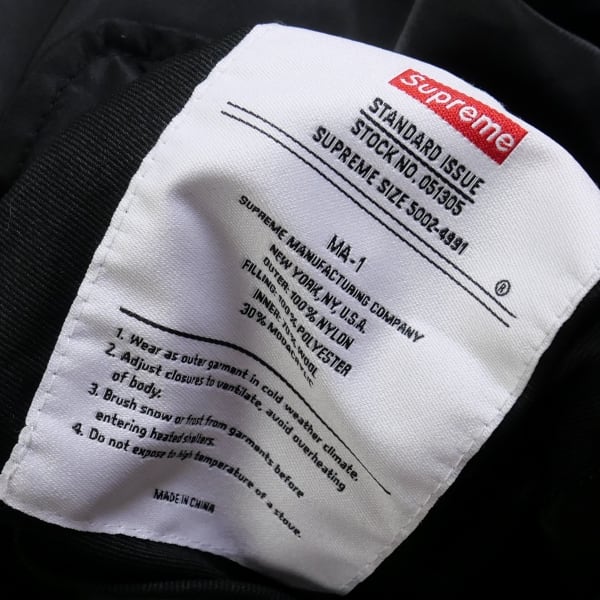 Supreme
STANDARD ISSUE
STOCK NO. 051305
SUPREME SIZE 5002-4991
®
MA-1
SUPREME MANUFACTURING COMPANY
NEW YORK, NY, U.S.A.
OUTER: 100% NYLON
FILLING: 100% POLYESTER
INNER: 70% WOOL
30% MODACRYLIC
1. Wear as outer garment in cold weather climate.
2. Adjust closures to ventilate, avoid overheating
of body.
3. Brush snow or frost from garments before
entering heated shelters.
4. Do not expose to high temperature of a stove.
MADE IN CHINA